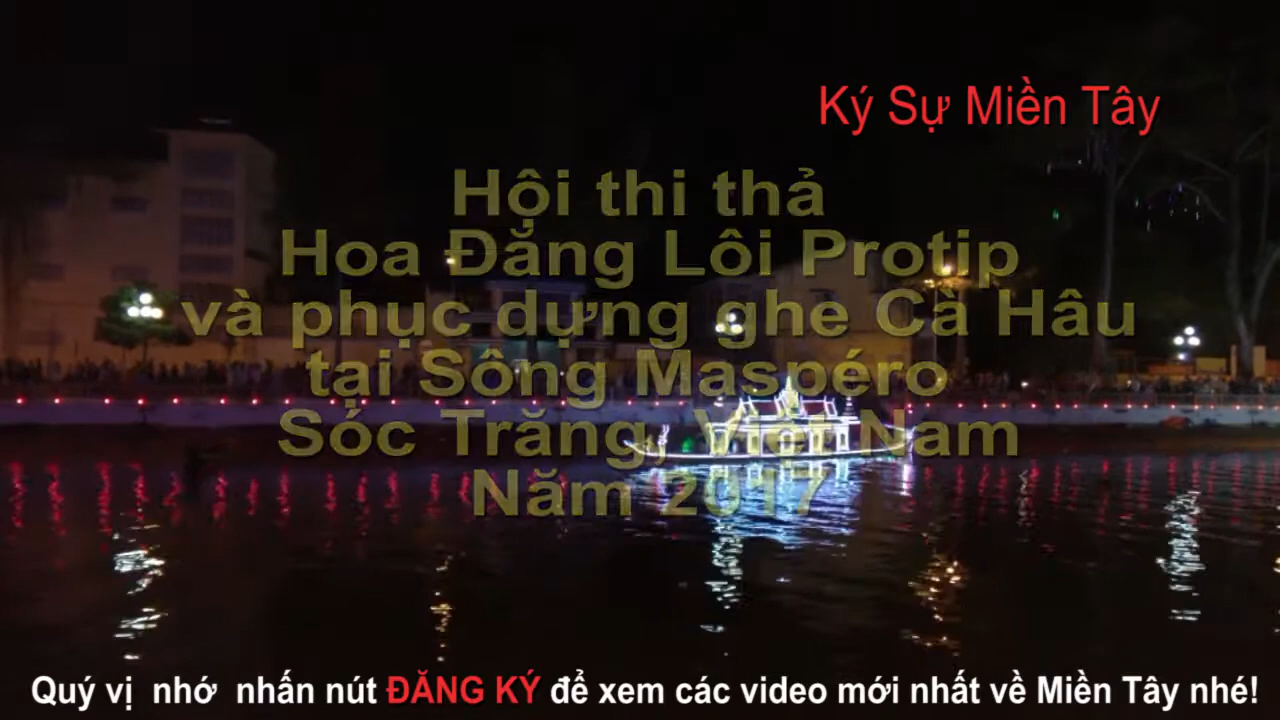 Ký Sự Miền Tây
Hội thi thả
Hoa Đăng Lôi Protip
và phục dựng ghe Cà Hâu
tại Sông Maspéro
Sóc Trăng, Việt Nam
Năm 2017
Quý vị nhớ nhấn nút ĐĂNG KÝ để xem các video mới nhất về Miền Tây nhé!